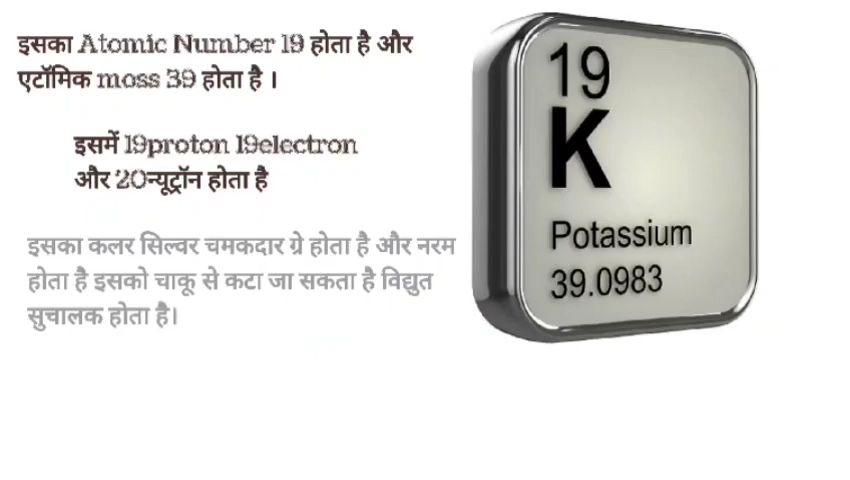 इसका Atomic Number 19 होता है और
एटॉमिक moss 39 होता है ।
इसमें 19proton 19electron
और 20न्यूट्रॉन होता है
इसका कलर सिल्वर चमकदार ग्रे होता है और नरम
होता है इसको चाकू से कटा जा सकता है विद्युत
सुचालक होता है।
19
K
Potassium
39.0983